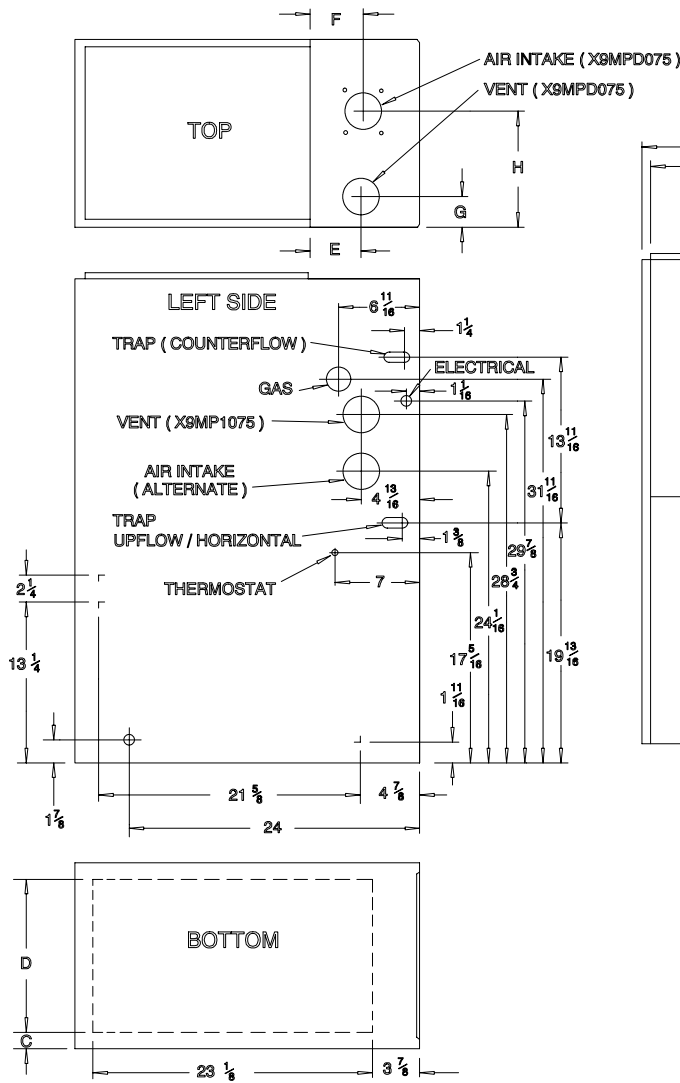 F
AIR INTAKE ( X9MPD075 )
VENT ( X9MPD075 )
TOP
H
G
E
LEFT SIDE
6 11/16
1 1/4
TRAP ( COUNTERFLOW )
ELECTRICAL
GAS
1 1/16
VENT ( X9MP1075 )
13 11/16
AIR INTAKE
( ALTERNATE )
4 13/16
31 11/16
TRAP
UPFLOW / HORIZONTAL
1 3/8
29 7/8
THERMOSTAT
7
28 3/4
2 1/4
24 1/16
13 1/4
17 5/16
19 13/16
1 11/16
21 5/8
4 7/8
1 7/8
24
BOTTOM
D
C
23 1/8
3 7/8